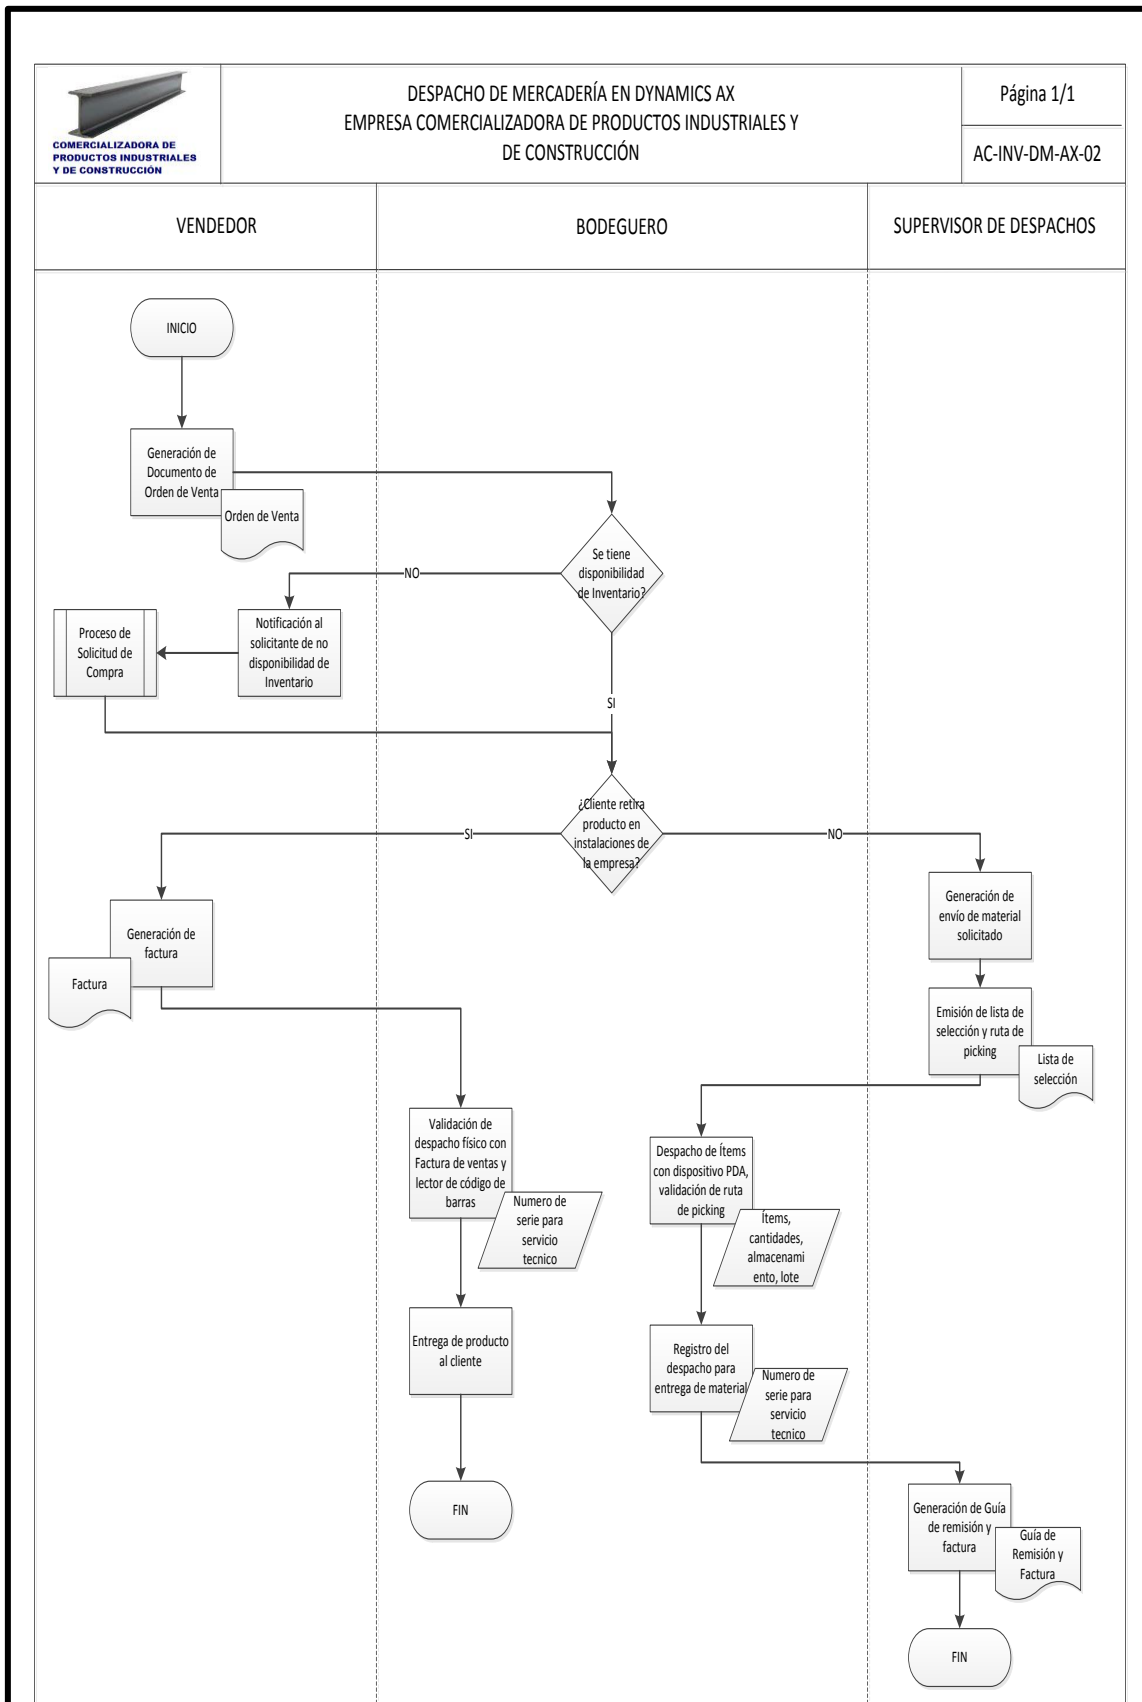 COMERCIALIZADORA DE
PRODUCTOS INDUSTRIALES
Y DE CONSTRUCCIÓN
DESPACHO DE MERCADERÍA EN DYNAMICS AX
EMPRESA COMERCIALIZADORA DE PRODUCTOS INDUSTRIALES Y
DE CONSTRUCCIÓN
Página 1/1
AC-INV-DM-AX-02
VENDEDOR
BODEGUERO
SUPERVISOR DE DESPACHOS
INICIO
Generación de
Documento de
Orden de Venta
Orden de Venta
Se tiene
disponibilidad
de Inventario?
NO
Notificación al
solicitante de no
disponibilidad de
Inventario
Proceso de
Solicitud de
Compra
SI
¿Cliente retira
producto en
instalaciones de
la empresa?
SI
NO
Generación de
factura
Factura
Generación de
envío de material
solicitado
Emisión de lista de
selección y ruta de
picking
Lista de
selección
Validación de
despacho físico con
Factura de ventas y
lector de código de
barras
Numero de
serie para
servicio
tecnico
Despacho de Ítems
con dispositivo PDA,
validación de ruta
de picking
Ítems,
cantidades,
almacenami
ento, lote
Entrega de producto
al cliente
Registro del
despacho para
entrega de material
Numero de
serie para
servicio
tecnico
FIN
Generación de Guía
de remisión y
factura
Guía de
Remisión y
Factura
FIN